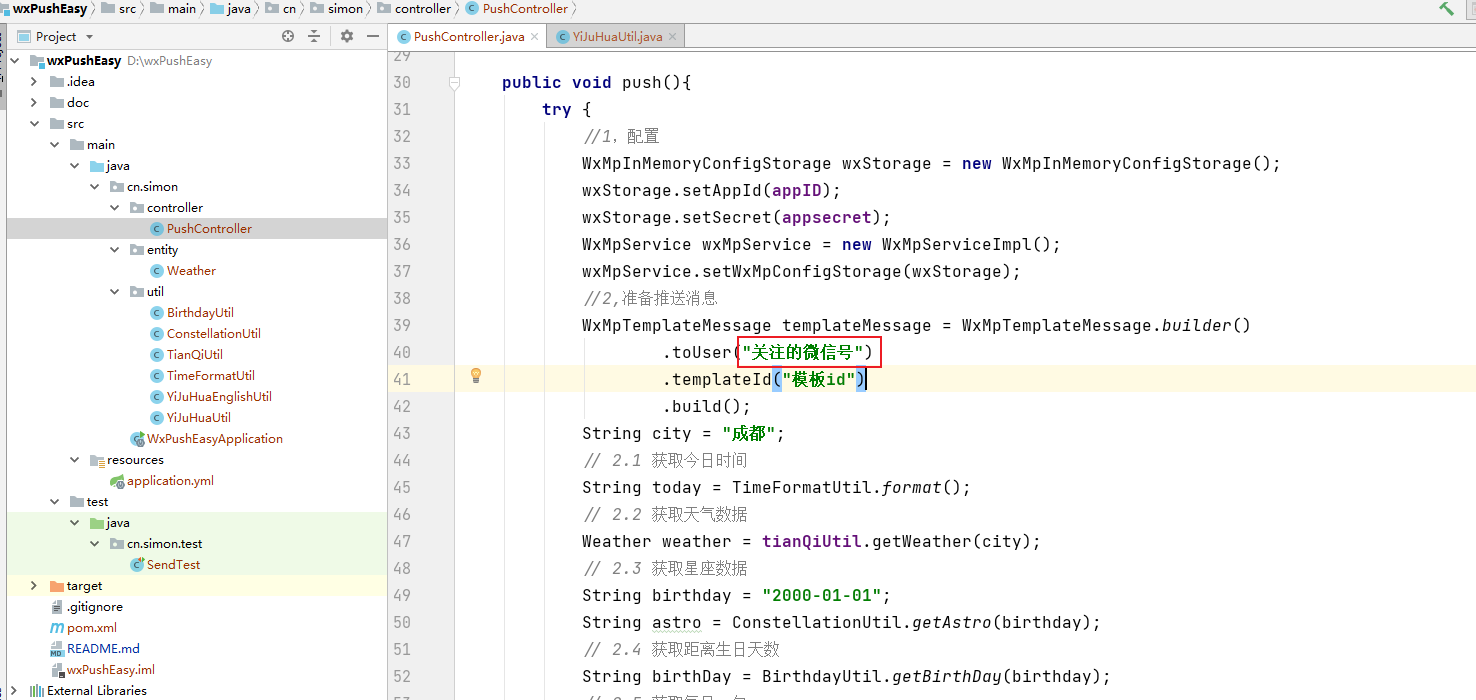 wxPushEasy src main java cn simon controller PushController
Project
PushController.java YiJuHuaUtil.java
wxPushEasy D:\wxPushEasy
.idea
doc
src
main
java
cn.simon
controller
PushController
entity
Weather
util
BirthdayUtil
ConstellationUtil
TianQiUtil
TimeFormatUtil
YiJuHuaEnglishUtil
YiJuHuaUtil
WxPushEasyApplication
resources
application.yml
test
java
cn.simon.test
SendTest
target
.gitignore
pom.xml
README.md
wxPushEasy.iml
External Libraries
29
30 public void push(){
31 try {
32 //1, 配置
33 WxMpInMemoryConfigStorage wxStorage = new WxMpInMemoryConfigStorage();
34 wxStorage.setAppId(appID);
35 wxStorage.setSecret(appsecret);
36 WxMpService wxMpService = new WxMpServiceImpl();
37 wxMpService.setWxMpConfigStorage(wxStorage);
38 //2,准备推送消息
39 WxMpTemplateMessage templateMessage = WxMpTemplateMessage.builder()
40 .toUser("关注的微信号")
41 .templateId("模板id")
42 .build();
43 String city = "成都";
44 // 2.1 获取今日时间
45 String today = TimeFormatUtil.format();
46 // 2.2 获取天气数据
47 Weather weather = tianQiUtil.getWeather(city);
48 // 2.3 获取星座数据
49 String birthday = "2000-01-01";
50 String astro = ConstellationUtil.getAstro(birthday);
51 // 2.4 获取距离生日天数
52 String birthDay = BirthdayUtil.getBirthDay(birthday);